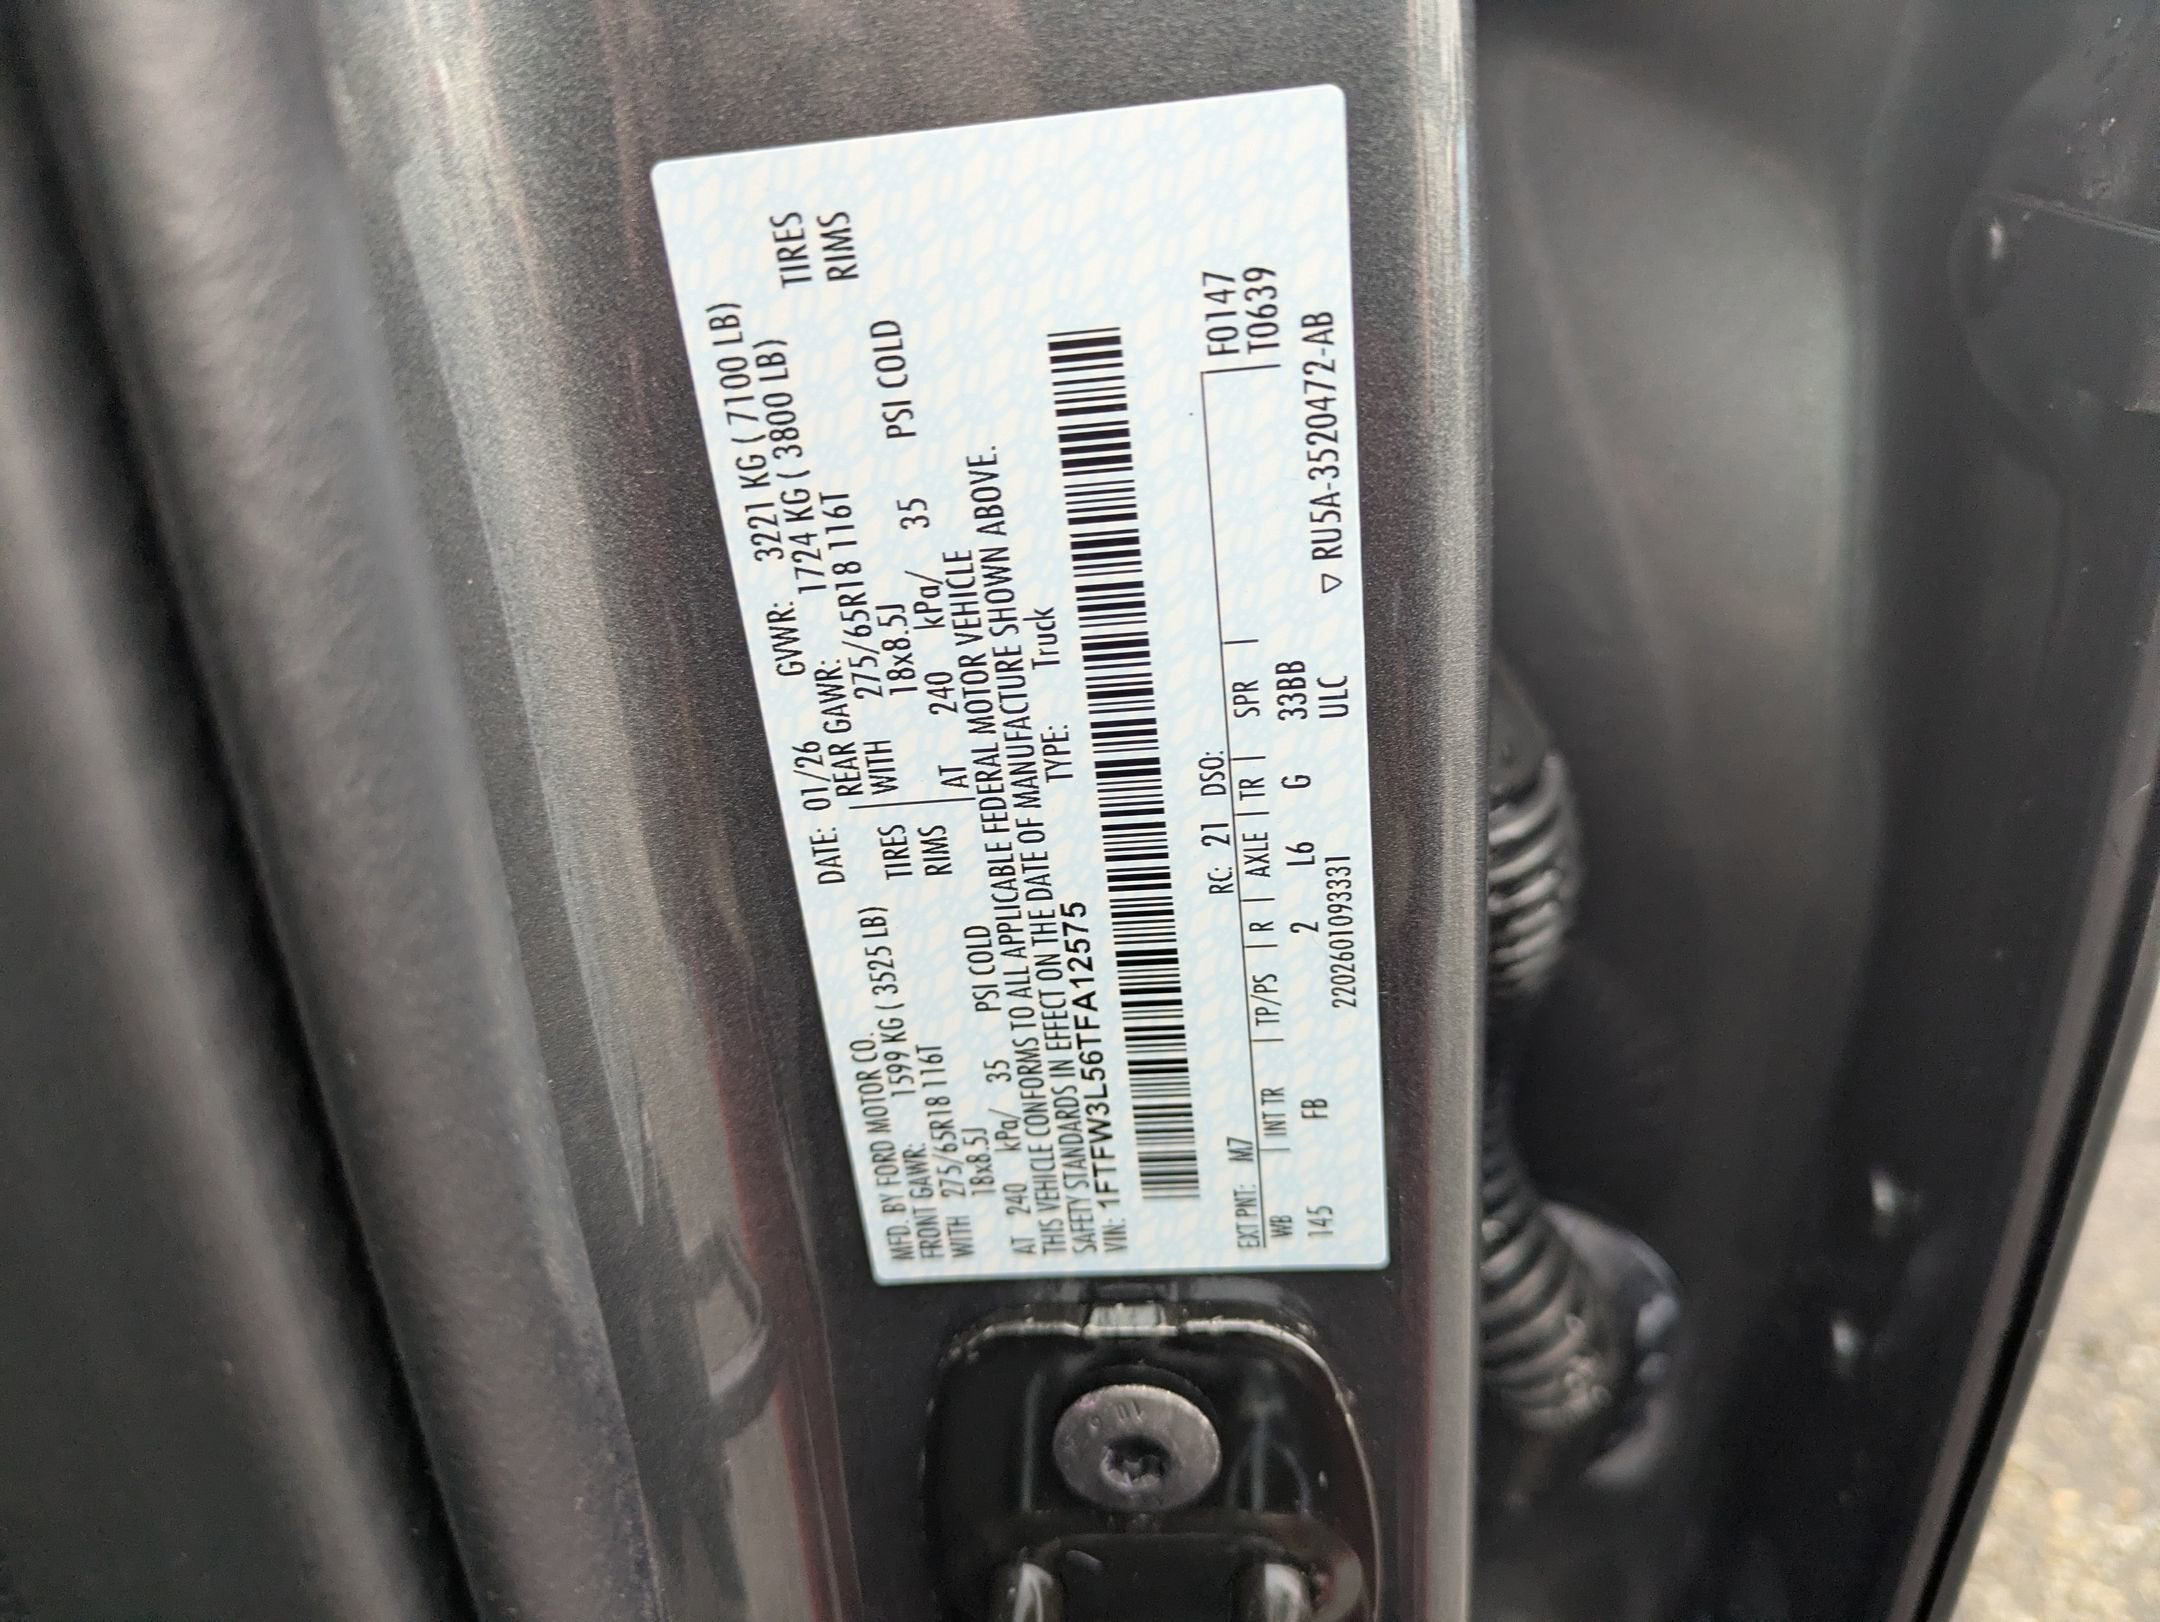 MFD. BY FORD MOTOR CO. DATE: 01/26 GVWR: 3221 KG ( 7100 LB)
FRONT GAWR: 1599 KG ( 3525 LB) REAR GAWR: 1724 KG ( 3800 LB)
WITH 275/65R18 116T TIRES WITH 275/65R18 116T TIRES
18x8.5J RIMS 18x8.5J RIMS
AT 240 kPa/ 35 PSI COLD AT 240 kPa/ 35 PSI COLD
THIS VEHICLE CONFORMS TO ALL APPLICABLE FEDERAL MOTOR VEHICLE
SAFETY STANDARDS IN EFFECT ON THE DATE OF MANUFACTURE SHOWN ABOVE.
VIN: 1FTFW3L56TFA12575 TYPE: Truck
F0147
T0639
EXT PNT: M7 RC: 21 DSO:
WB INT TR TP/PS R AXLE TR SPR
145 FB 2 L6 G 33BB
220260109331 ULC ▽ RU5A-3520472-AB